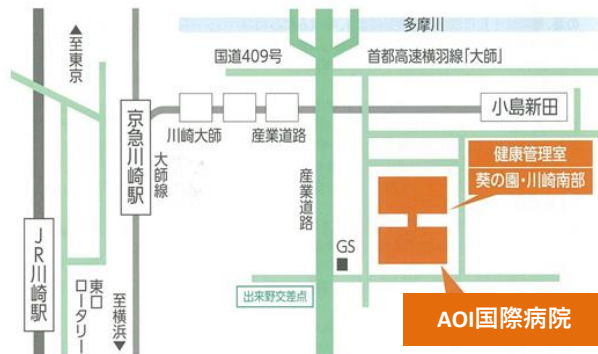 多摩川
国道409号
首都高速横羽線「大師」
▲至東京
京急川崎駅
大師線
川崎大師
産業道路
小島新田
健康管理室
葵の園・川崎南部
産業道路
GS
JR川崎駅
東口
ロータリー
至横浜▼
出来野交差点
AOI国際病院